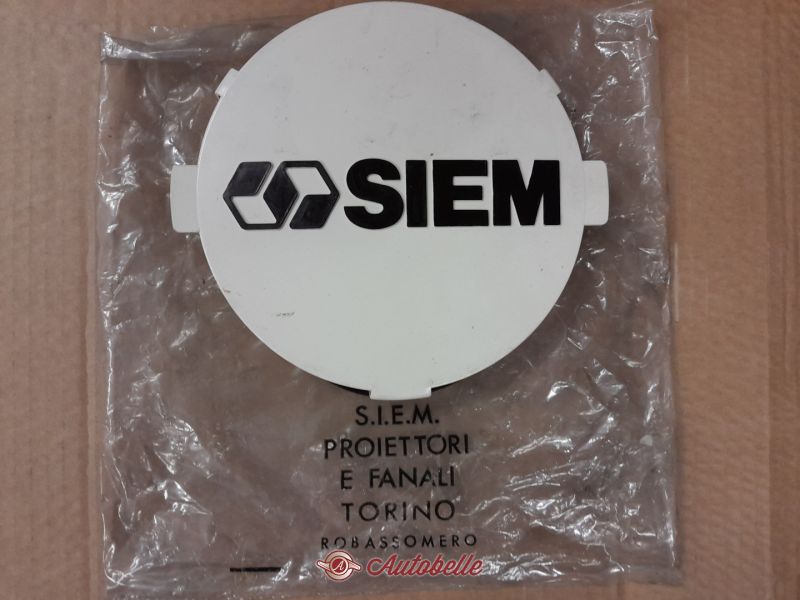 SIEM
S.I.E.M.
PROIETTORI
E FANALI
TORINO
ROBASSOMERO
A Autobelle